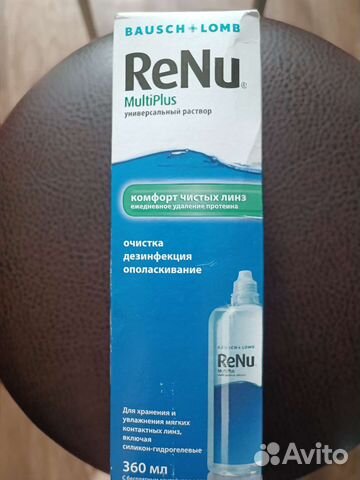 BAUSCH + LOMB
ReNu®
MultiPlus
универсальный раствор
комфорт чистых линз
ежедневное удаление протеина
очистка
дезинфекция
ополаскивание
BAUSCH + LOMB
ReNu
MultiPlus
Для хранения и
увлажнения мягких
контактных линз,
включая
силикон-гидрогелевые
360 мл
С бесплатным
Avito